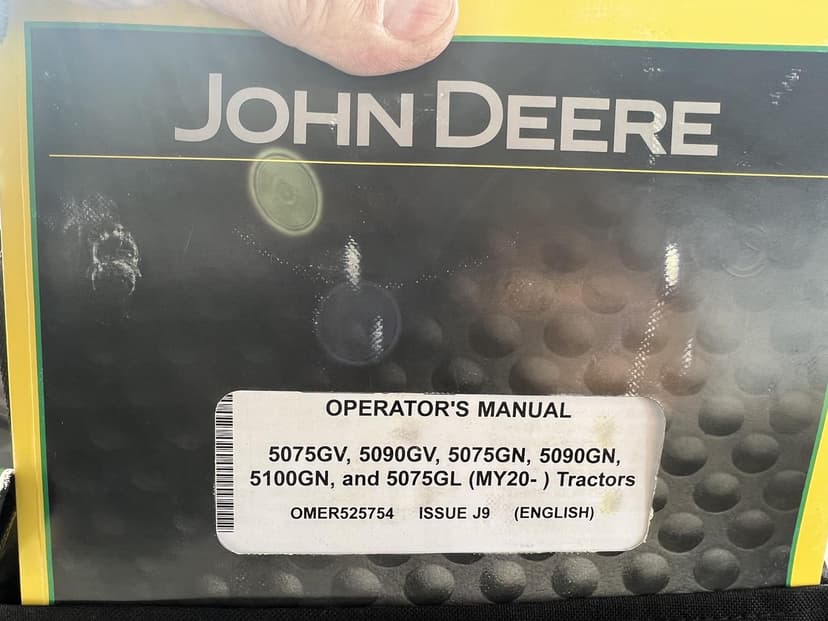 JOHN DEERE
OPERATOR'S MANUAL
5075GV, 5090GV, 5075GN, 5090GN,
5100GN, and 5075GL (MY20- ) Tractors
OMER525754 ISSUE J9 (ENGLISH)